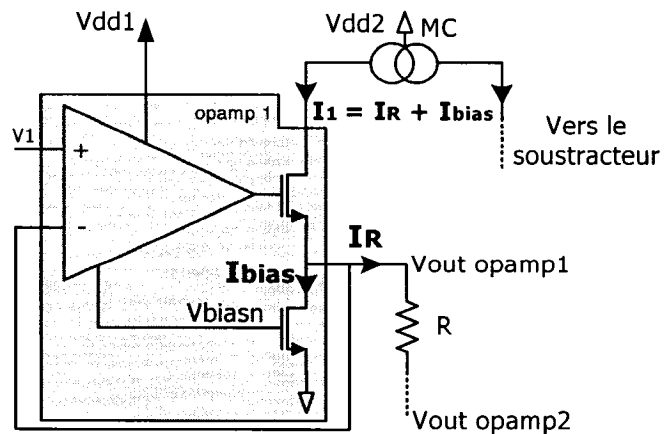 Vdd1
Vdd2
MC
opamp 1
I1 = IR + Ibias
V1
+
-
Vers le
soustracteur
IR
Ibias
Vout opamp1
Vbiasn
R
Vout opamp2